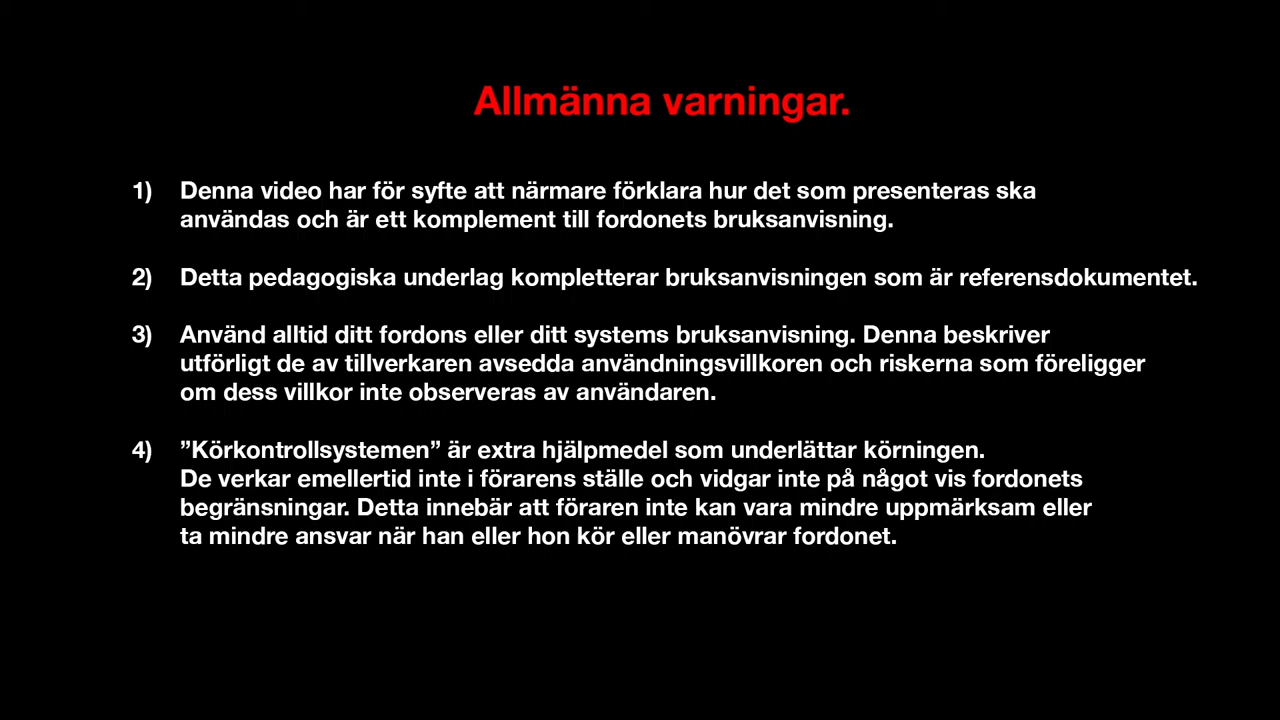 Allmänna varningar.
1) Denna video har för syfte att närmare förklara hur det som presenteras ska
användas och är ett komplement till fordonets bruksanvisning.
2) Detta pedagogiska underlag kompletterar bruksanvisningen som är referensdokumentet.
3) Använd alltid ditt fordons eller ditt systems bruksanvisning. Denna beskriver
utförligt de av tillverkaren avsedda användningsvillkoren och riskerna som föreligger
om dess villkor inte observeras av användaren.
4) ”Körkontrollsystemen” är extra hjälpmedel som underlättar körningen.
De verkar emellertid inte i förarens ställe och vidgar inte på något vis fordonets
begränsningar. Detta innebär att föraren inte kan vara mindre uppmärksam eller
ta mindre ansvar när han eller hon kör eller manövrar fordonet.